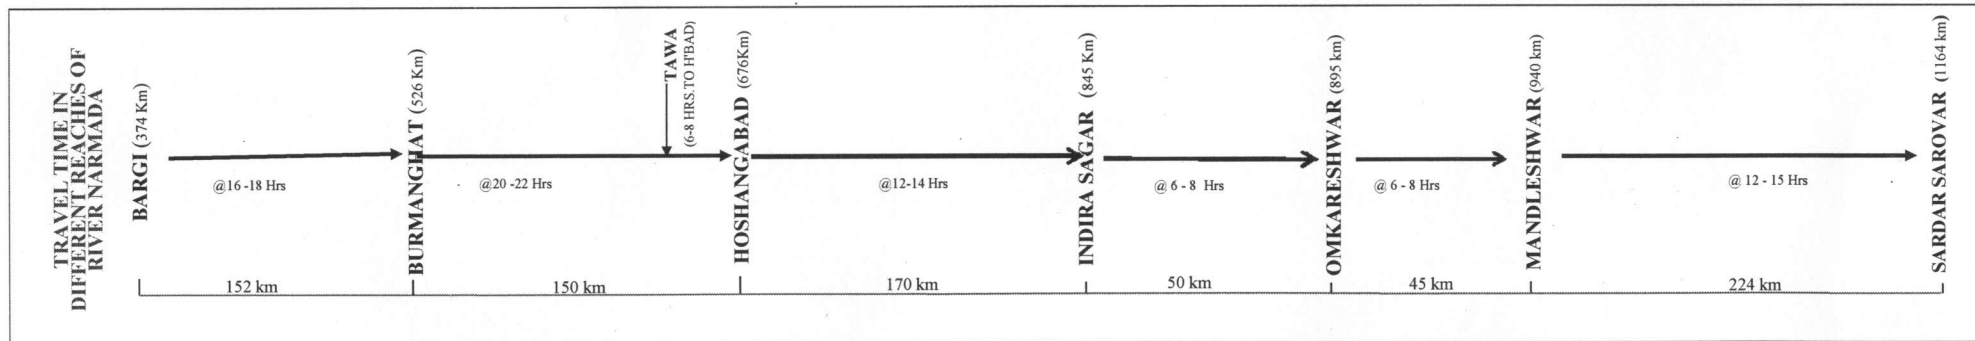 TRAVEL TIME IN
DIFFERENT REACHES OF
RIVER NARMADA
BARGI (374 Km)
@16 -18 Hrs
152 km
BURMANGHAT (526 Km)
@20 -22 Hrs
150 km
TAWA
(6-8 HRS.TO H'BAD)
HOSHANGABAD (676Km)
@12-14 Hrs
170 km
INDIRA SAGAR (845 Km)
@ 6 - 8 Hrs
50 km
OMKARESHWAR (895 km)
@ 6 - 8 Hrs
45 km
MANDLESHWAR (940 km)
@ 12 - 15 Hrs
224 km
SARDAR SAROVAR (1164 km)